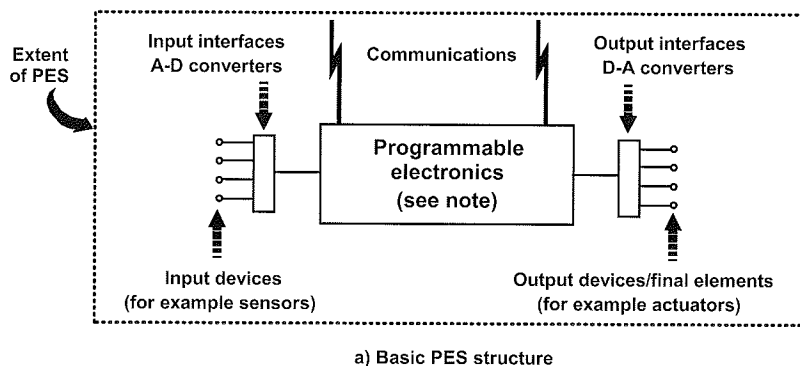 Extent
of PES
Input interfaces
A-D converters
Communications
Output interfaces
D-A converters
Programmable
electronics
(see note)
Input devices
(for example sensors)
Output devices/final elements
(for example actuators)
a) Basic PES structure